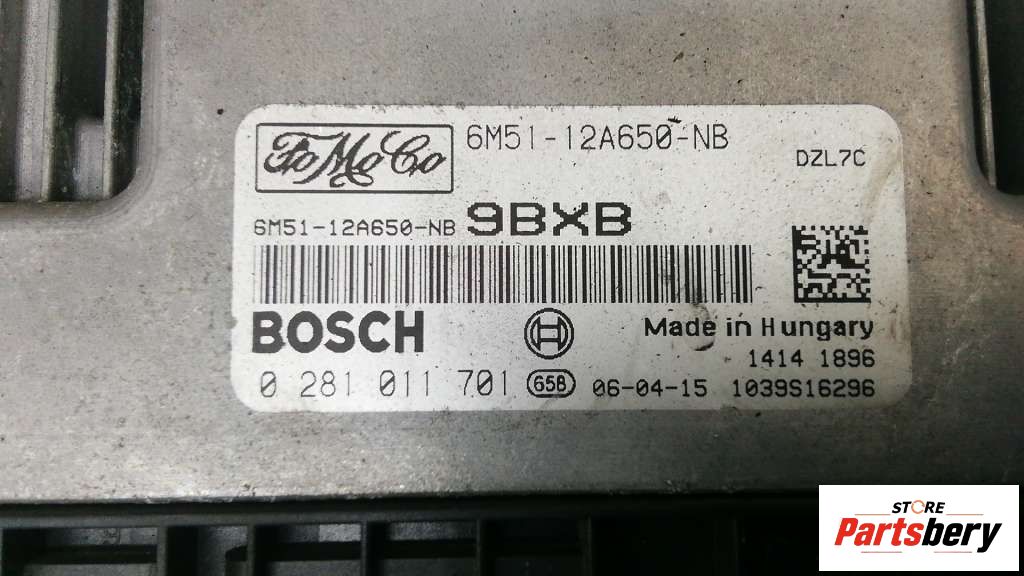 FoMoCo
6M51-12A650-NB
DZL7C
6M51-12A650-NB 9BXB
BOSCH
Made in Hungary
1414 1896
0 281 011 701 658 06-04-15 1039S16296
STORE
Partsbery